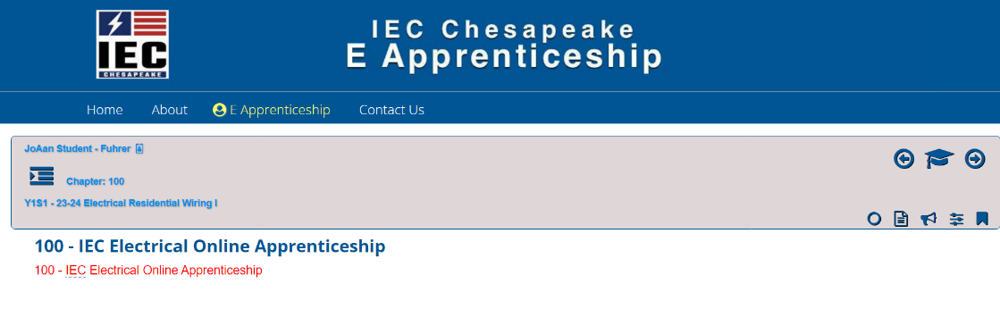 IEC
CHESAPEAKE
IEC Chesapeake
E Apprenticeship
Home About E Apprenticeship Contact Us
JoAan Student - Fuhrer
Chapter: 100
Y1S1 - 23-24 Electrical Residential Wiring I
100 - IEC Electrical Online Apprenticeship
100 - IEC Electrical Online Apprenticeship